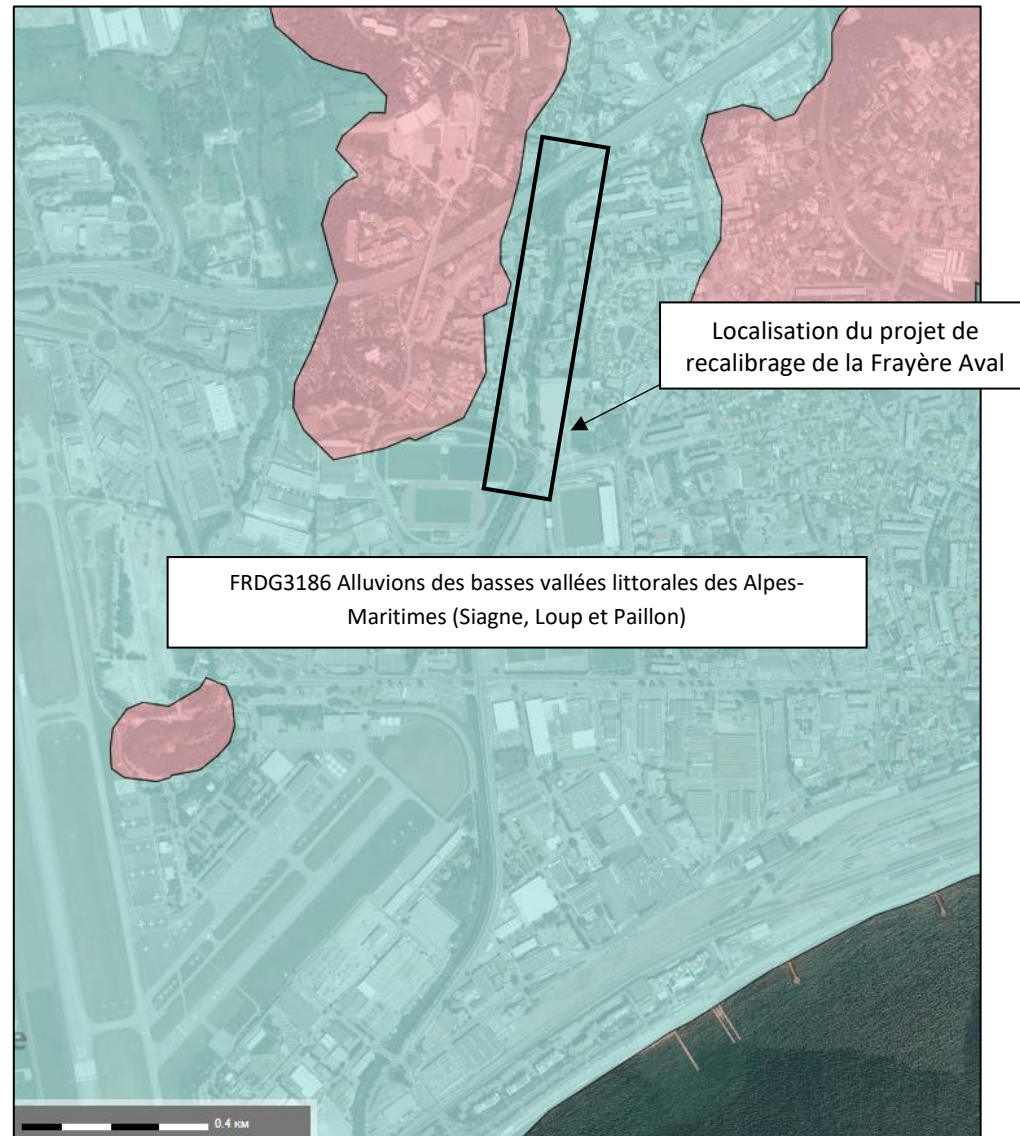 Localisation du projet de
recalibrage de la Frayère Aval
FRDG3186 Alluvions des basses vallées littorales des Alpes-
Maritimes (Siagne, Loup et Paillon)
e
0.4 км